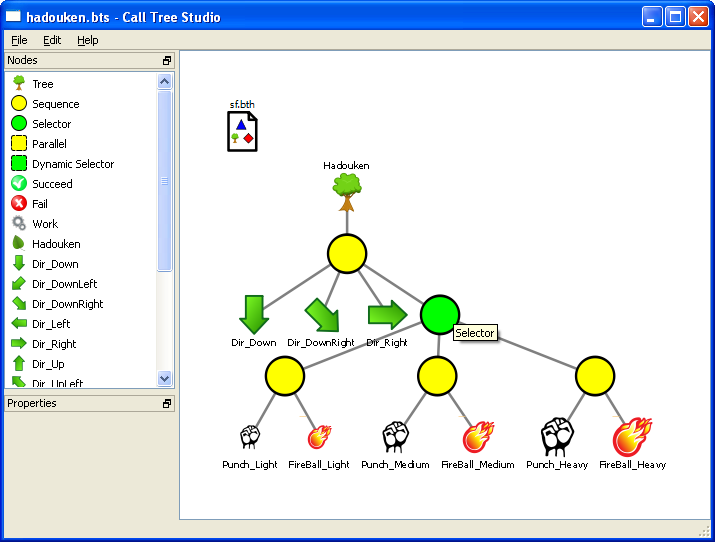 hadouken.bts - Call Tree Studio
File Edit Help
Nodes
Tree
Sequence
Selector
Parallel
Dynamic Selector
Succeed
Fail
Work
Hadouken
Dir_Down
Dir_DownLeft
Dir_DownRight
Dir_Left
Dir_Right
Dir_Up
Dir_UpLeft
Properties
sf.bth
Hadouken
Dir_Down Dir_DownRight Dir_Right
Selector
Punch_Light FireBall_Light Punch_Medium FireBall_Medium Punch_Heavy FireBall_Heavy